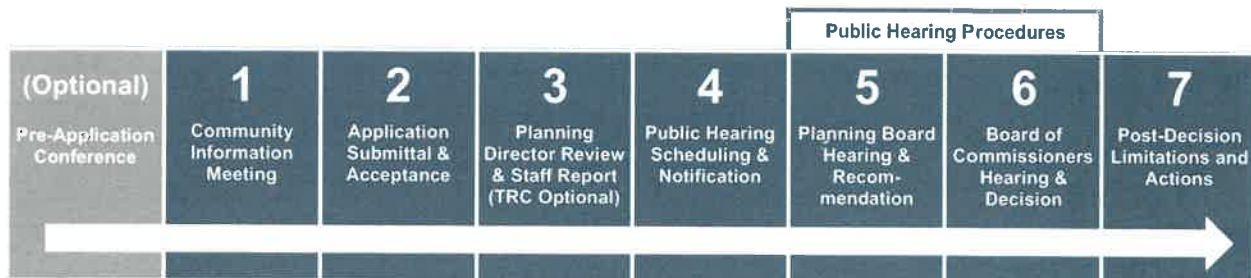 Public Hearing Procedures
(Optional)
Pre-Application
Conference
1
Community
Information
Meeting
2
Application
Submittal &
Acceptance
3
Planning
Director Review
& Staff Report
(TRC Optional)
4
Public Hearing
Scheduling &
Notification
5
Planning Board
Hearing &
Recom-
mendation
6
Board of
Commissioners
Hearing &
Decision
7
Post-Decision
Limitations and
Actions